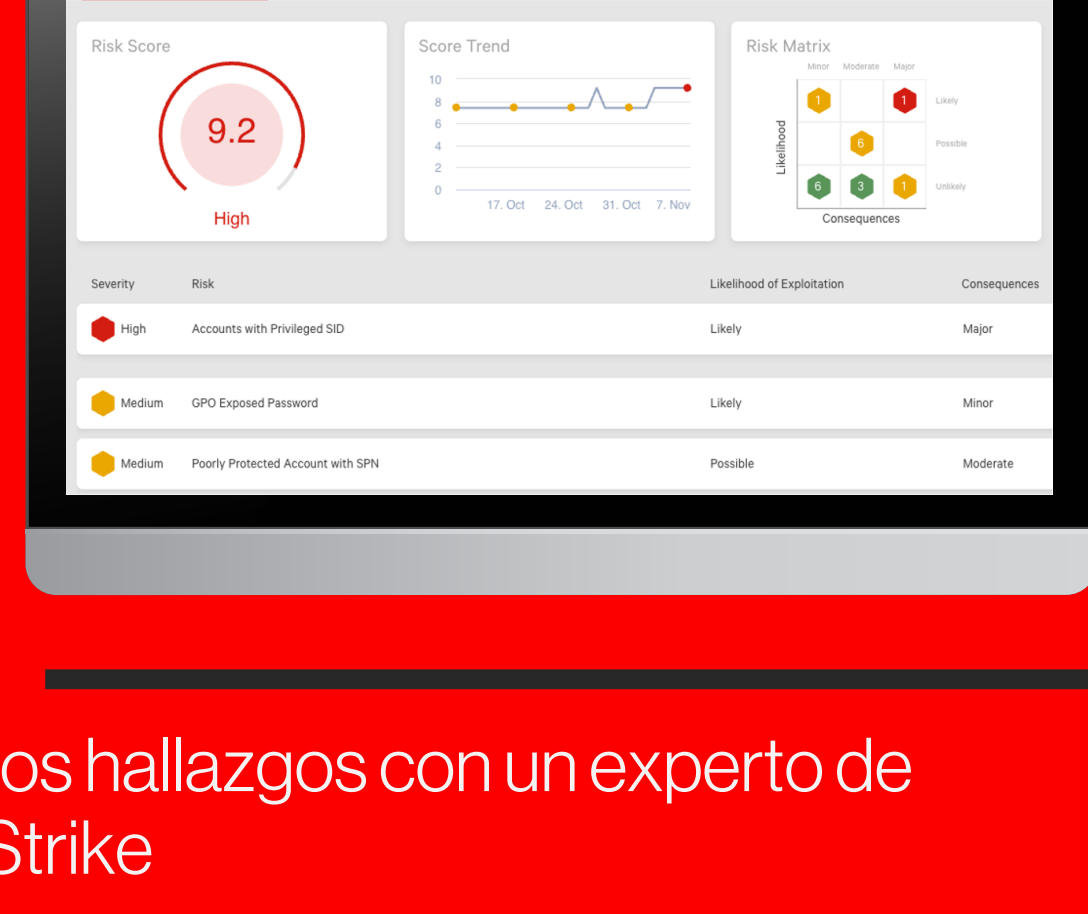 Risk Score
9.2
High
Score Trend
10
8
6
4
2
0
17. Oct 24. Oct 31. Oct 7. Nov
Risk Matrix
Minor Moderate Major
1 1 Likely
6 Possible
6 3 1 Unlikely
Likelihood
Consequences
Severity Risk Likelihood of Exploitation Consequences
High Accounts with Privileged SID Likely Major
Medium GPO Exposed Password Likely Minor
Medium Poorly Protected Account with SPN Possible Moderate
os hallazgos con un experto de
Strike